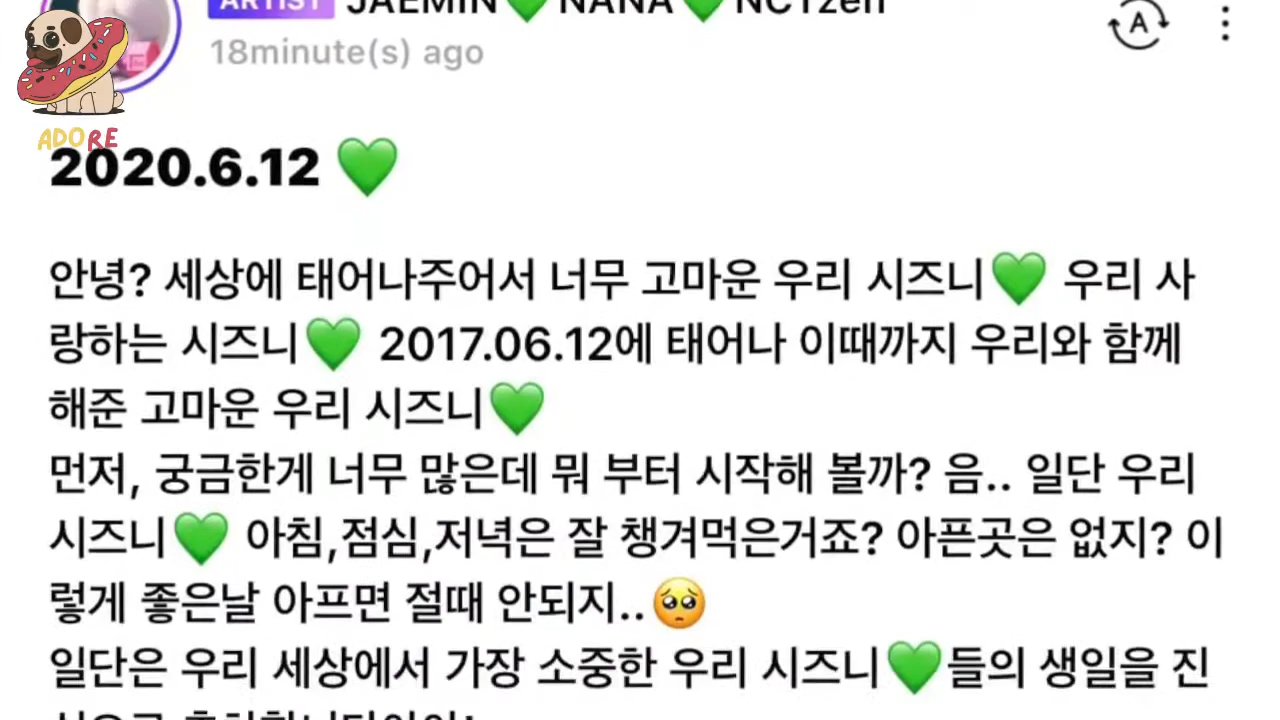 ARTIST JAEMIN💚NANA💚NCTzen
18minute(s) ago
A
ADORE
2020.6.12 💚
안녕? 세상에 태어나주어서 너무 고마운 우리 시즈니💚 우리 사
랑하는 시즈니💚 2017.06.12에 태어나 이때까지 우리와 함께
해준 고마운 우리 시즈니💚
먼저, 궁금한게 너무 많은데 뭐 부터 시작해 볼까? 음.. 일단 우리
시즈니💚 아침,점심,저녁은 잘 챙겨먹은거죠? 아픈곳은 없지? 이
렇게 좋은날 아프면 절때 안되지..🥺
일단은 우리 세상에서 가장 소중한 우리 시즈니💚들의 생일을 진